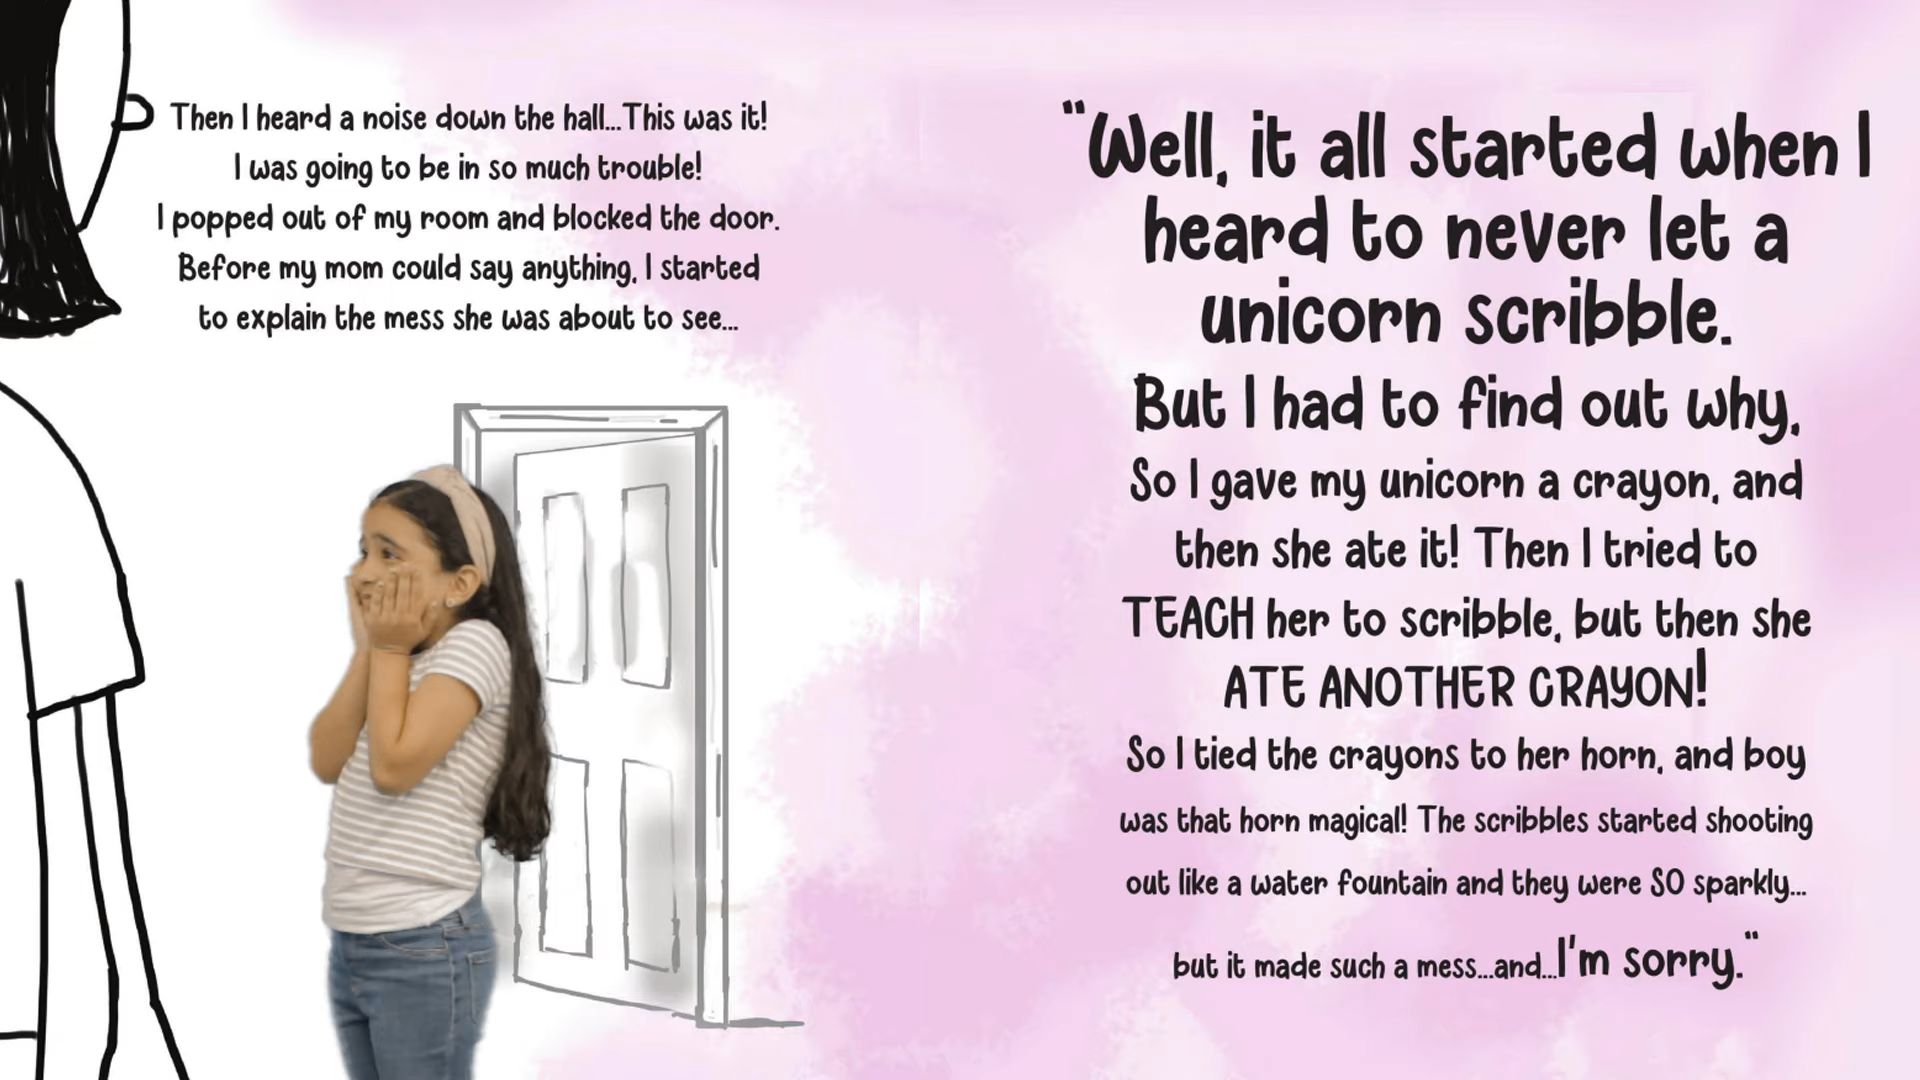 Then I heard a noise down the hall...This was it!
I was going to be in so much trouble!
I popped out of my room and blocked the door.
Before my mom could say anything, I started
to explain the mess she was about to see...
"Well, it all started when I
heard to never let a
unicorn scribble.
But I had to find out why,
So I gave my unicorn a crayon, and
then she ate it! Then I tried to
TEACH her to scribble, but then she
ATE ANOTHER CRAYON!
So I tied the crayons to her horn, and boy
was that horn magical! The scribbles started shooting
out like a water fountain and they were SO sparkly...
but it made such a mess...and...I'm sorry."